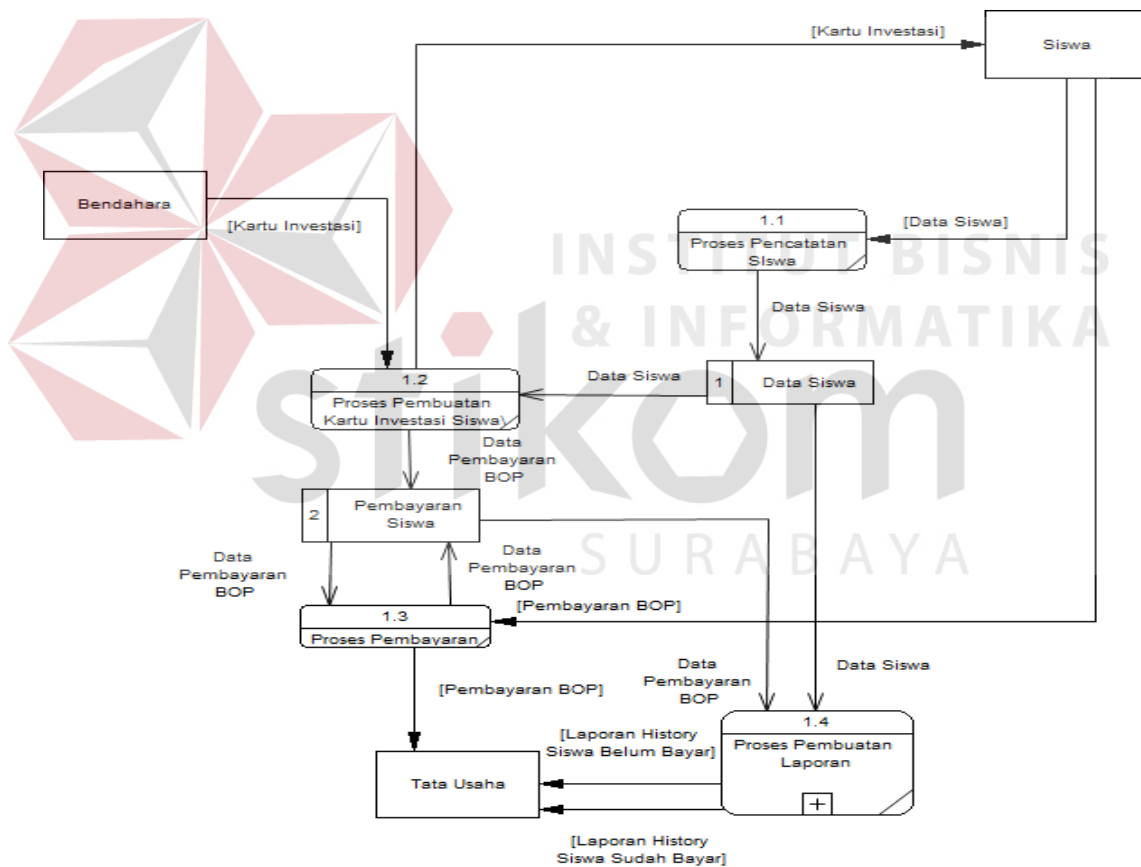 [Kartu Investasi]
Siswa
Bendahara
[Kartu Investasi]
1.1
Proses Pencatatan
SIswa
[Data Siswa]
INSTITUT BISNIS
& INFORMATIKA
Data Siswa
stikom
SURABAYA
1
Data Siswa
Data Siswa
1.2
Proses Pembuatan
Kartu Investasi Siswa)
Data
Pembayaran
BOP
2
Pembayaran
Siswa
Data
Pembayaran
BOP
Data
Pembayaran
BOP
[Pembayaran BOP]
1.3
Proses Pembayaran
[Pembayaran BOP]
Data
Pembayaran
BOP
Data Siswa
1.4
Proses Pembuatan
Laporan
+
[Laporan History
Siswa Belum Bayar]
Tata Usaha
[Laporan History
Siswa Sudah Bayar]